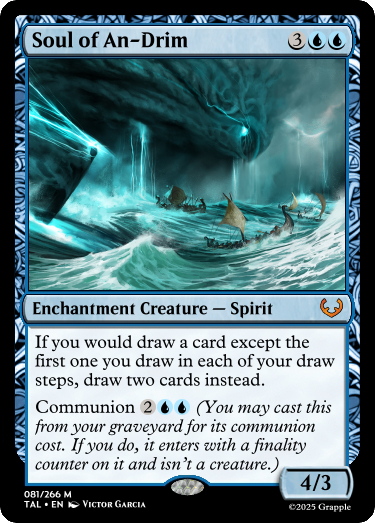 Soul of An-Drim 3
Enchantment Creature — Spirit
If you would draw a card except the
first one you draw in each of your draw
steps, draw two cards instead.
Communion 2 (You may cast this
from your graveyard for its communion
cost. If you do, it enters with a finality
counter on it and isn't a creature.)
4/3
081/266 M
TAL • EN Victor Garcia
©2025 Grapple